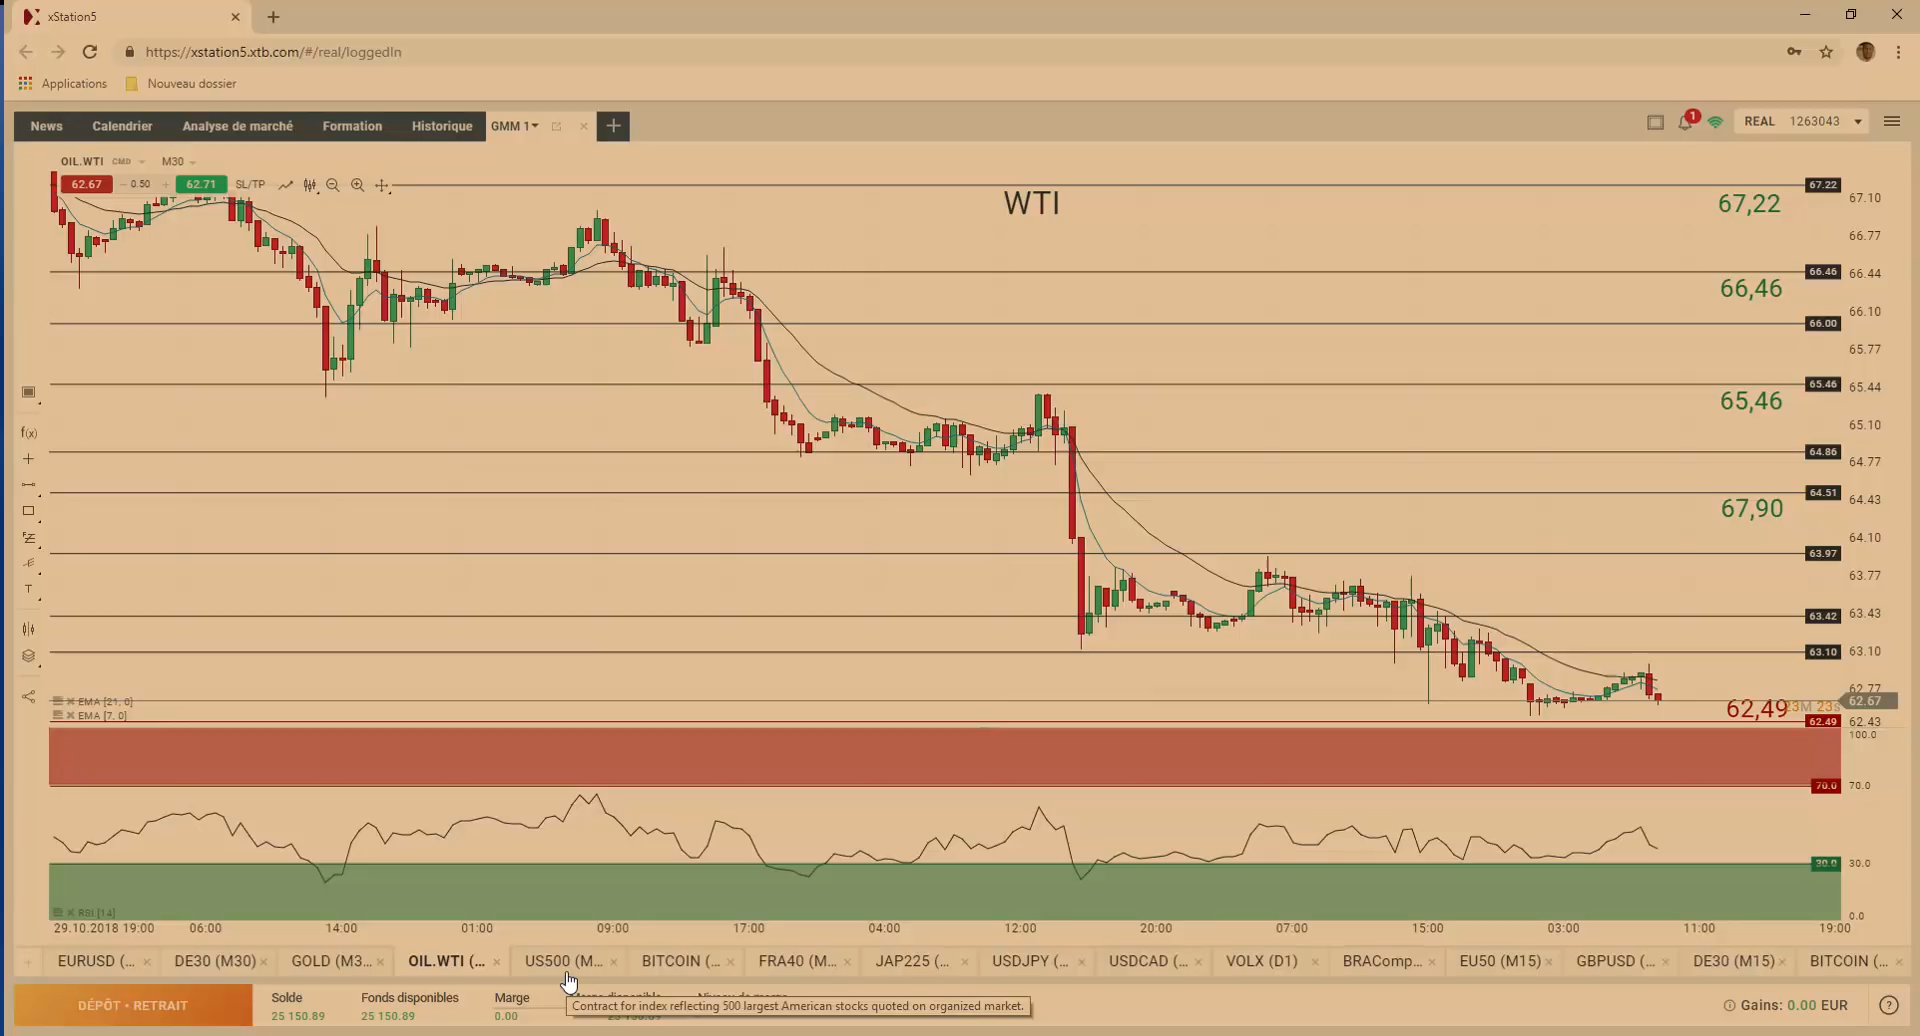 xStation5
https://xstation5.xtb.com/#/real/loggedIn
Applications Nouveau dossier
News Calendrier Analyse de marché Formation Historique GMM 1
1 REAL 1263043
OIL.WTI CMD M30
62.67 0.50 62.71 SL/TP
WTI
67.22
67,22
67.10
66.77
66.46
66.44
66,46
66.10
66.00
65.77
65.46
65.44
65,46
65.10
64.86
64.77
64.51
64.43
67,90
64.10
63.97
63.77
63.42
63.43
63.10
63.10
62.77
f(x)
T
EMA [21, 0]
EMA [7, 0]
62.67
62,49
23M 23s
62.49
62.43
100.0
70.0 70.0
30.0 30.0
RSI [14]
0.0
29.10.2018 19:00 06:00 14:00 01:00 09:00 17:00 04:00 12:00 20:00 07:00 15:00 03:00 11:00 19:00
EURUSD (... DE30 (M30) GOLD (M3... OIL.WTI (... US500 (M... BITCOIN (... FRA40 (M... JAP225 (... USDJPY (... USDCAD (... VOLX (D1) BRAComp... EU50 (M15) GBPUSD (... DE30 (M15) BITCOIN (...
DÉPÔT • RETRAIT
Solde Fonds disponibles Marge
25 150.89 25 150.89 0.00
Contract for index reflecting 500 largest American stocks quoted on organized market.
Gains: 0.00 EUR